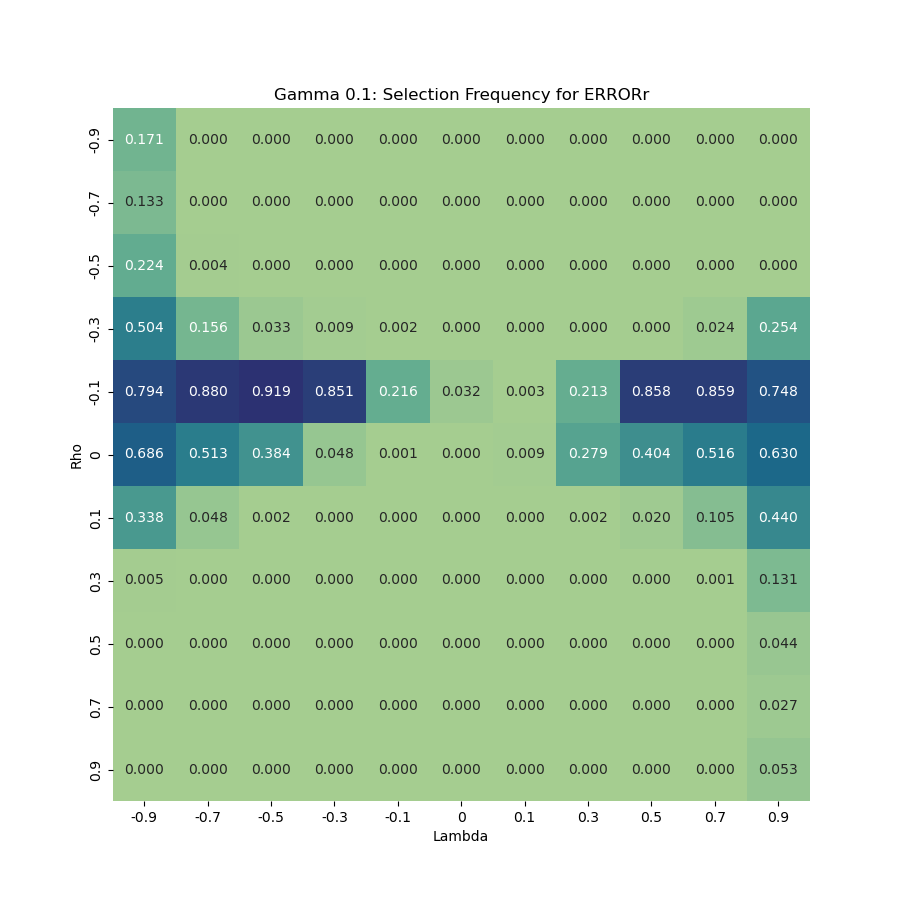 Gamma 0.1: Selection Frequency for ERRORr
-0.9 0.171 0.000 0.000 0.000 0.000 0.000 0.000 0.000 0.000 0.000 0.000
-0.7 0.133 0.000 0.000 0.000 0.000 0.000 0.000 0.000 0.000 0.000 0.000
-0.5 0.224 0.004 0.000 0.000 0.000 0.000 0.000 0.000 0.000 0.000 0.000
-0.3 0.504 0.156 0.033 0.009 0.002 0.000 0.000 0.000 0.000 0.024 0.254
-0.1 0.794 0.880 0.919 0.851 0.216 0.032 0.003 0.213 0.858 0.859 0.748
Rho
0 0.686 0.513 0.384 0.048 0.001 0.000 0.009 0.279 0.404 0.516 0.630
0.1 0.338 0.048 0.002 0.000 0.000 0.000 0.000 0.002 0.020 0.105 0.440
0.3 0.005 0.000 0.000 0.000 0.000 0.000 0.000 0.000 0.000 0.001 0.131
0.5 0.000 0.000 0.000 0.000 0.000 0.000 0.000 0.000 0.000 0.000 0.044
0.7 0.000 0.000 0.000 0.000 0.000 0.000 0.000 0.000 0.000 0.000 0.027
0.9 0.000 0.000 0.000 0.000 0.000 0.000 0.000 0.000 0.000 0.000 0.053
-0.9 -0.7 -0.5 -0.3 -0.1 0 0.1 0.3 0.5 0.7 0.9
Lambda